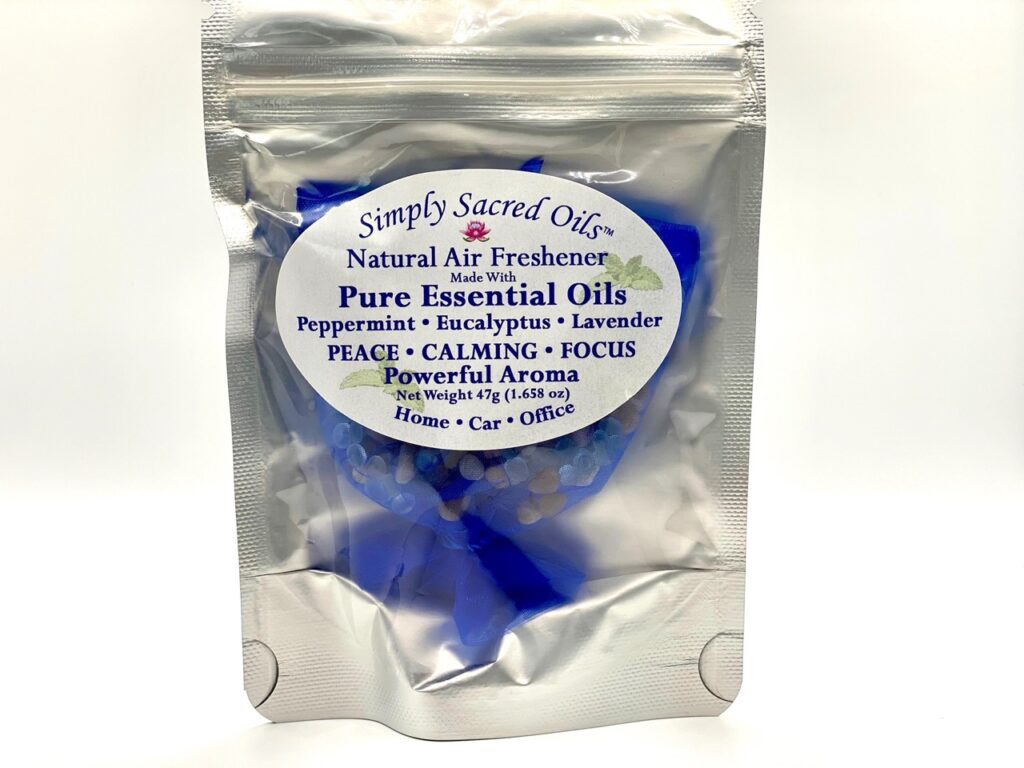 Simply Sacred Oils™
Natural Air Freshener
Made With
Pure Essential Oils
Peppermint • Eucalyptus • Lavender
PEACE • CALMING • FOCUS
Powerful Aroma
Net Weight 47g (1.658 oz)
Home • Car • Office